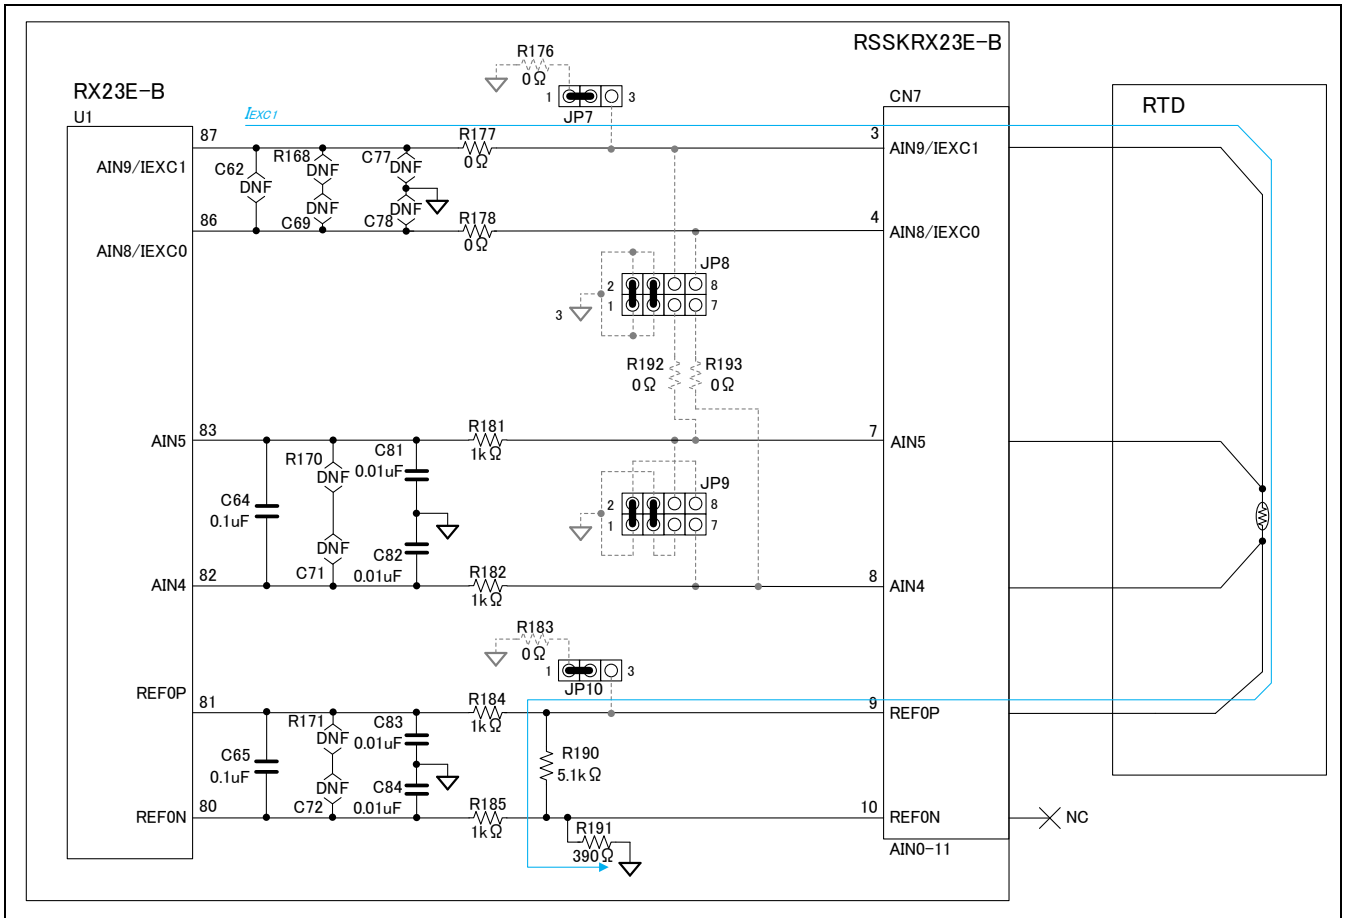 RSSKRX23E-B
R176
0Ω
1
3
JP7
RX23E-B
U1
CN7
RTD
IEXC1
87
R177
0Ω
3
AIN9/IEXC1
AIN9/IEXC1
C62
DNF
R168
DNF
C77
DNF
DNF
C69
DNF
C78
86
R178
0Ω
4
AIN8/IEXC0
AIN8/IEXC0
JP8
2
8
1
7
3
R192
0Ω
R193
0Ω
83
AIN5
R181
1kΩ
7
AIN5
C81
0.01uF
R170
DNF
C64
0.1uF
JP9
2
8
1
7
DNF
C71
C82
0.01uF
82
AIN4
R182
1kΩ
8
AIN4
R183
0Ω
1
3
JP10
REF0P
81
R184
1kΩ
9
REF0P
R171
DNF
C83
0.01uF
C65
0.1uF
R190
5.1kΩ
DNF
C72
C84
0.01uF
80
REF0N
R185
1kΩ
10
REF0N
NC
R191
390Ω
AIN0-11